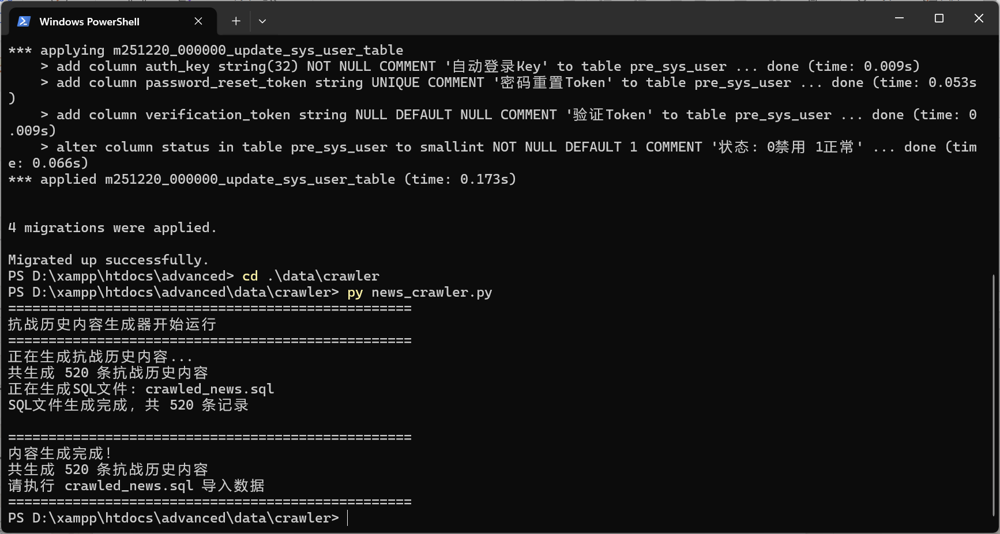 Windows PowerShell
*** applying m251220_000000_update_sys_user_table
    > add column auth_key string(32) NOT NULL COMMENT '自动登录Key' to table pre_sys_user ... done (time: 0.009s)
    > add column password_reset_token string UNIQUE COMMENT '密码重置Token' to table pre_sys_user ... done (time: 0.053s
)
    > add column verification_token string NULL DEFAULT NULL COMMENT '验证Token' to table pre_sys_user ... done (time: 0
.009s)
    > alter column status in table pre_sys_user to smallint NOT NULL DEFAULT 1 COMMENT '状态: 0禁用 1正常' ... done (tim
e: 0.066s)
*** applied m251220_000000_update_sys_user_table (time: 0.173s)
4 migrations were applied.
Migrated up successfully.
PS D:\xampp\htdocs\advanced> cd .\data\crawler
PS D:\xampp\htdocs\advanced\data\crawler> py news_crawler.py
==================================================
抗战历史内容生成器开始运行
==================================================
正在生成抗战历史内容...
共生成 520 条抗战历史内容
正在生成SQL文件: crawled_news.sql
SQL文件生成完成, 共 520 条记录
==================================================
内容生成完成!
共生成 520 条抗战历史内容
请执行 crawled_news.sql 导入数据
==================================================
PS D:\xampp\htdocs\advanced\data\crawler>